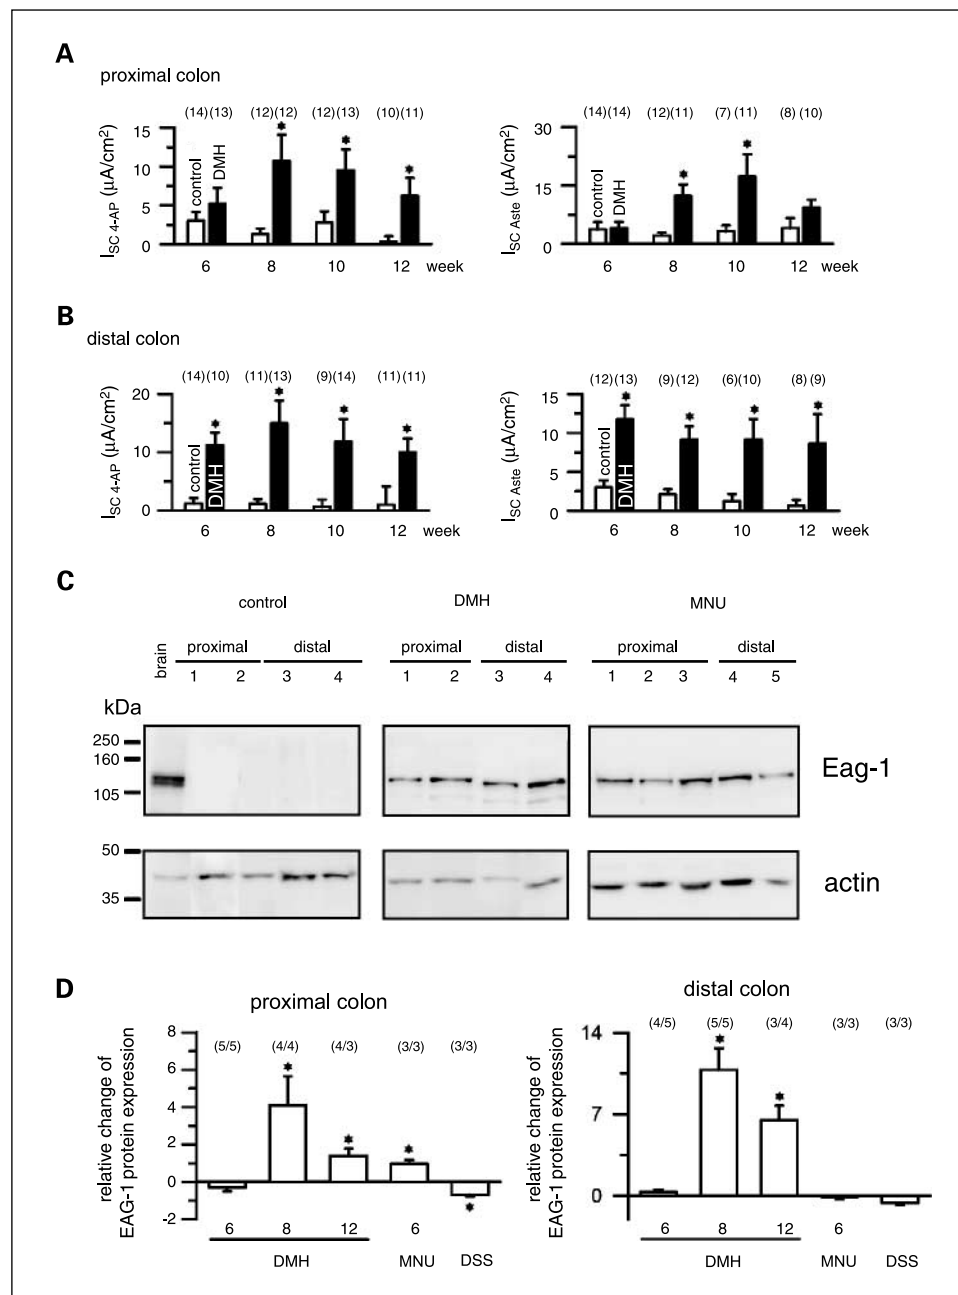 A
proximal colon
(14)(13) (12)(12) (12)(13) (10)(11)
I SC 4-AP (µA/cm²)
15
10
5
0
control
DMH
* * *
6 8 10 12 week
(14)(14) (12)(11) (7) (11) (8) (10)
I SC Aste (µA/cm²)
30
15
0
control
DMH
* *
6 8 10 12 week
B
distal colon
(14)(10) (11)(13) (9)(14) (11)(11)
I SC 4-AP (µA/cm²)
20
10
0
control
DMH
* * * *
6 8 10 12 week
(12)(13) (9)(12) (6)(10) (8) (9)
I SC Aste (µA/cm²)
15
10
5
0
control
DMH
* * * *
6 8 10 12 week
C
control DMH MNU
brain proximal distal proximal distal proximal distal
1 2 3 4 1 2 3 4 1 2 3 4 5
kDa
250
160
105
Eag-1
50
35
actin
D
proximal colon
relative change of
EAG-1 protein expression
8
6
4
2
0
-2
(5/5) (4/4) (4/3) (3/3) (3/3)
* * * *
6 8 12 6
DMH MNU DSS
distal colon
relative change of
EAG-1 protein expression
14
7
0
(4/5) (5/5) (3/4) (3/3) (3/3)
* *
6 8 12 6
DMH MNU DSS